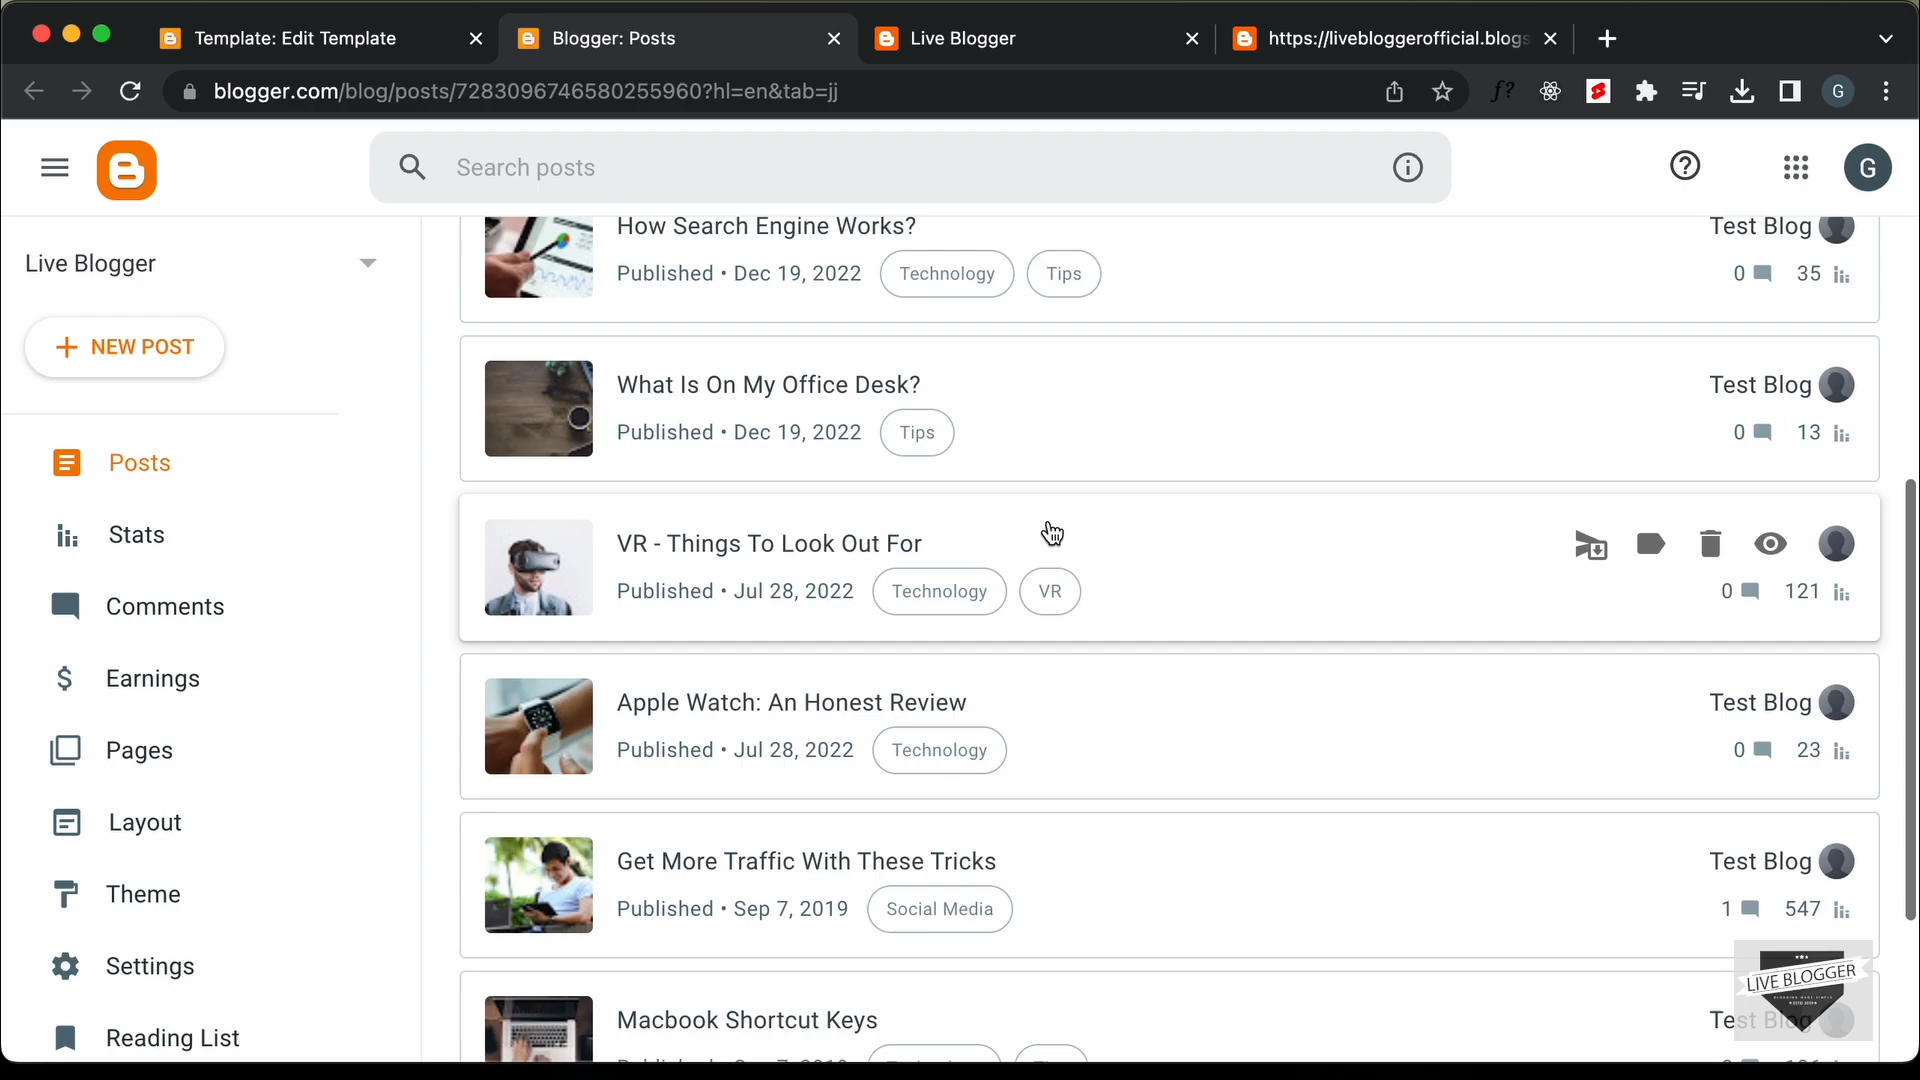 Template: Edit Template
Blogger: Posts
Live Blogger
https://livebloggerofficial.blogs
blogger.com/blog/posts/7283096746580255960?hl=en&tab=jj
f?
G
Search posts
G
Live Blogger
NEW POST
Posts
Stats
Comments
Earnings
Pages
Layout
Theme
Settings
Reading List
How Search Engine Works?
Test Blog
Published • Dec 19, 2022 Technology Tips
0 35
What Is On My Office Desk?
Test Blog
Published • Dec 19, 2022 Tips
0 13
VR - Things To Look Out For
Published • Jul 28, 2022 Technology VR
0 121
Apple Watch: An Honest Review
Test Blog
Published • Jul 28, 2022 Technology
0 23
Get More Traffic With These Tricks
Test Blog
Published • Sep 7, 2019 Social Media
1 547
Macbook Shortcut Keys
Test Blog
LIVE BLOGGER